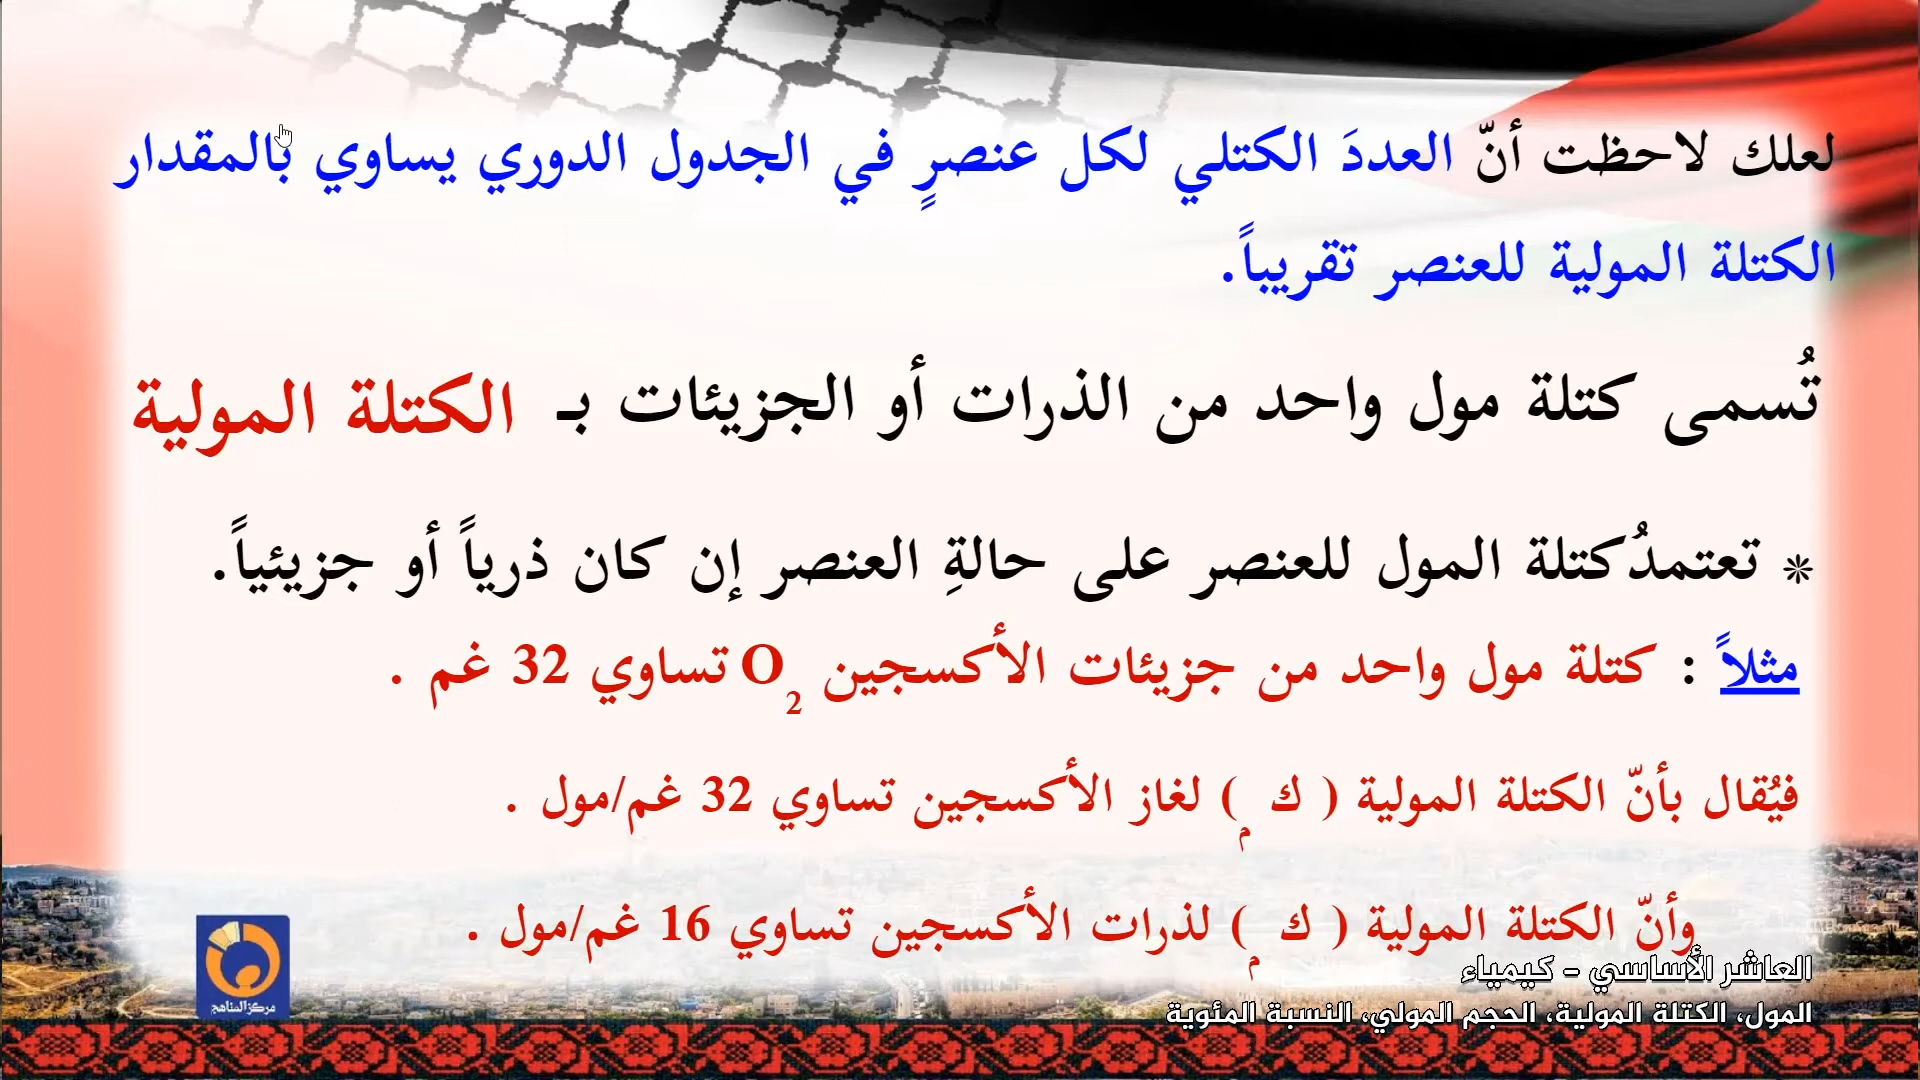 لعلك لاحظت أنّ العددَ الكتلي لكل عنصرٍ في الجدول الدوري يساوي بالمقدار
الكتلة المولية للعنصر تقريباً.
تُسمى كتلة مول واحد من الذرات أو الجزيئات بـ الكتلة المولية
* تعتمدُ كتلة المول للعنصر على حالةِ العنصر إن كان ذرياً أو جزيئياً.
مثلاً : كتلة مول واحد من جزيئات الأكسجين O2 تساوي 32 غم .
فيُقال بأنّ الكتلة المولية ( ك م ) لغاز الأكسجين تساوي 32 غم/مول .
وأنّ الكتلة المولية ( ك م ) لذرات الأكسجين تساوي 16 غم/مول .
العاشر الأساسي - كيمياء
المول، الكتلة المولية، الحجم المولي، النسبة المئوية
مركز المناهج